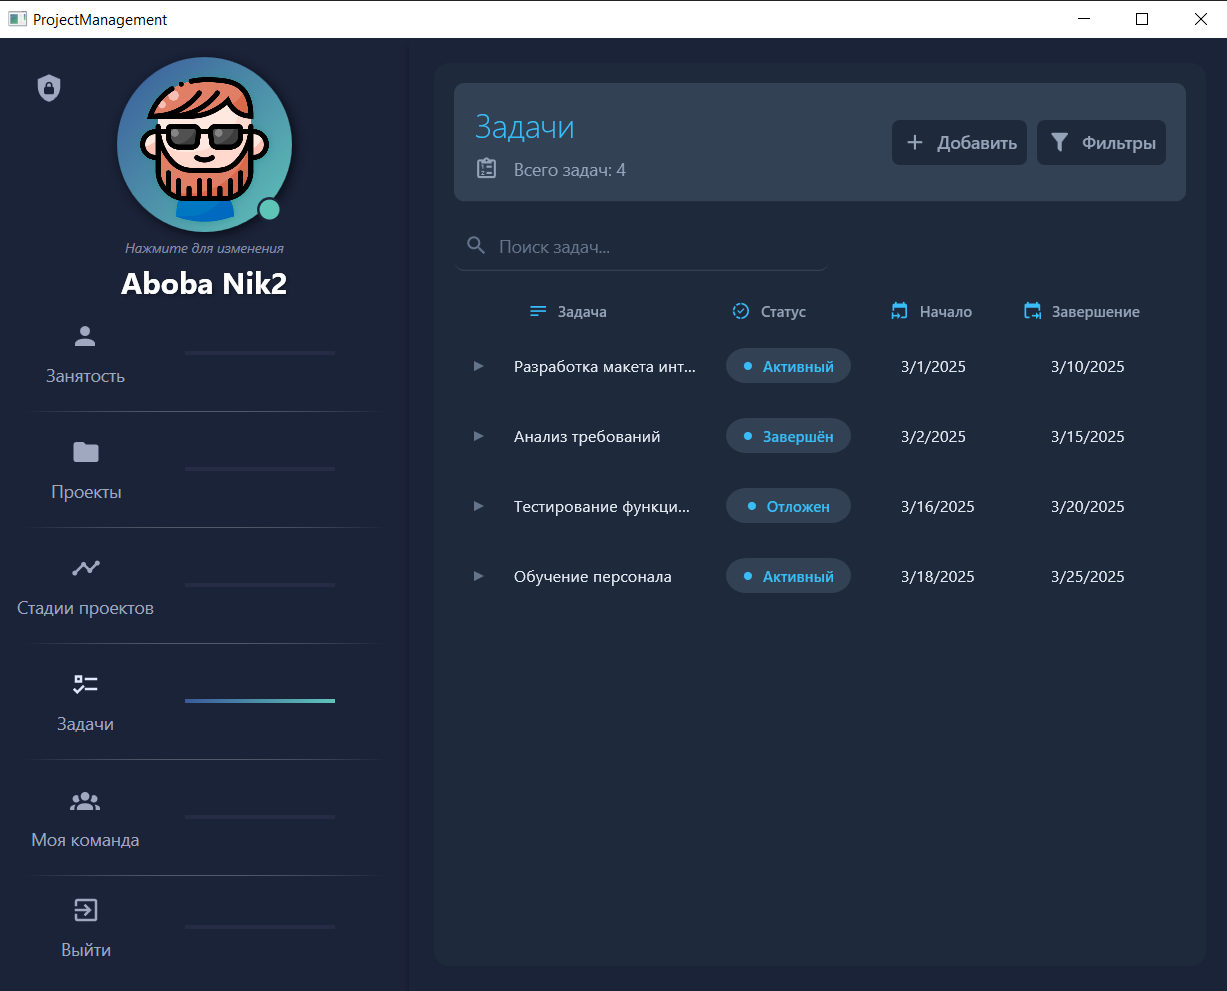 ProjectManagement
Нажмите для изменения
Aboba Nik2
Занятость
Проекты
Стадии проектов
Задачи
Моя команда
Выйти
Задачи
Всего задач: 4
Добавить
Фильтры
Поиск задач...
Задача Статус Начало Завершение
Разработка макета инт... Активный 3/1/2025 3/10/2025
Анализ требований Завершён 3/2/2025 3/15/2025
Тестирование функци... Отложен 3/16/2025 3/20/2025
Обучение персонала Активный 3/18/2025 3/25/2025